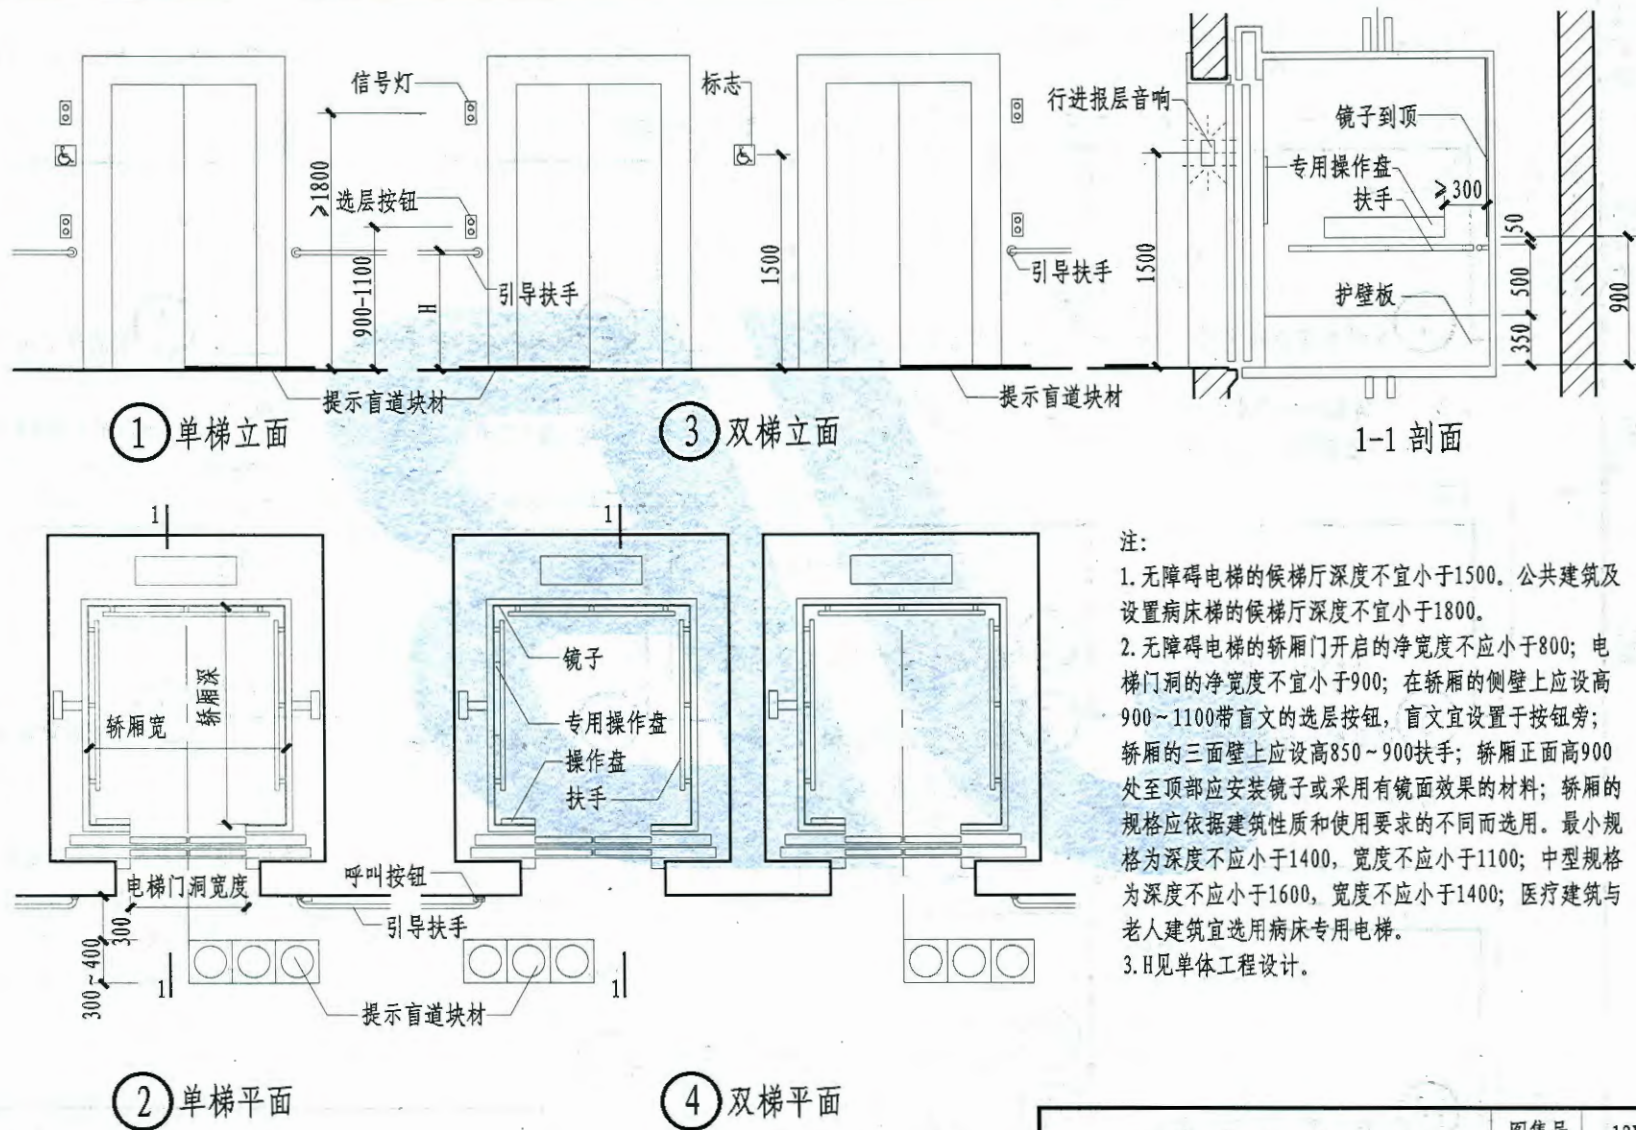 信号灯
标志
行进报层音响
镜子到顶
专用操作盘
扶手
≥300
≥1800
选层按钮
50
1500
1500
引导扶手
引导扶手
900-1100
H
护壁板
500
900
350
提示盲道块材
提示盲道块材
1 单梯立面
3 双梯立面
1-1 剖面
1
1
轿厢深
轿厢宽
镜子
专用操作盘
操作盘
扶手
电梯门洞宽度
呼叫按钮
引导扶手
300
300~400
1
1
提示盲道块材
2 单梯平面
4 双梯平面
注:
1.无障碍电梯的候梯厅深度不宜小于1500。公共建筑及
设置病床梯的候梯厅深度不宜小于1800。
2.无障碍电梯的轿厢门开启的净宽度不应小于800; 电
梯门洞的净宽度不宜小于900; 在轿厢的侧壁上应设高
900~1100带盲文的选层按钮, 盲文宜设置于按钮旁;
轿厢的三面壁上应设高850~900扶手; 轿厢正面高900
处至顶部应安装镜子或采用有镜面效果的材料; 轿厢的
规格应依据建筑性质和使用要求的不同而选用。最小规
格为深度不应小于1400, 宽度不应小于1100; 中型规格
为深度不应小于1600, 宽度不应小于1400; 医疗建筑与
老人建筑宜选用病床专用电梯。
3.H见单体工程设计。